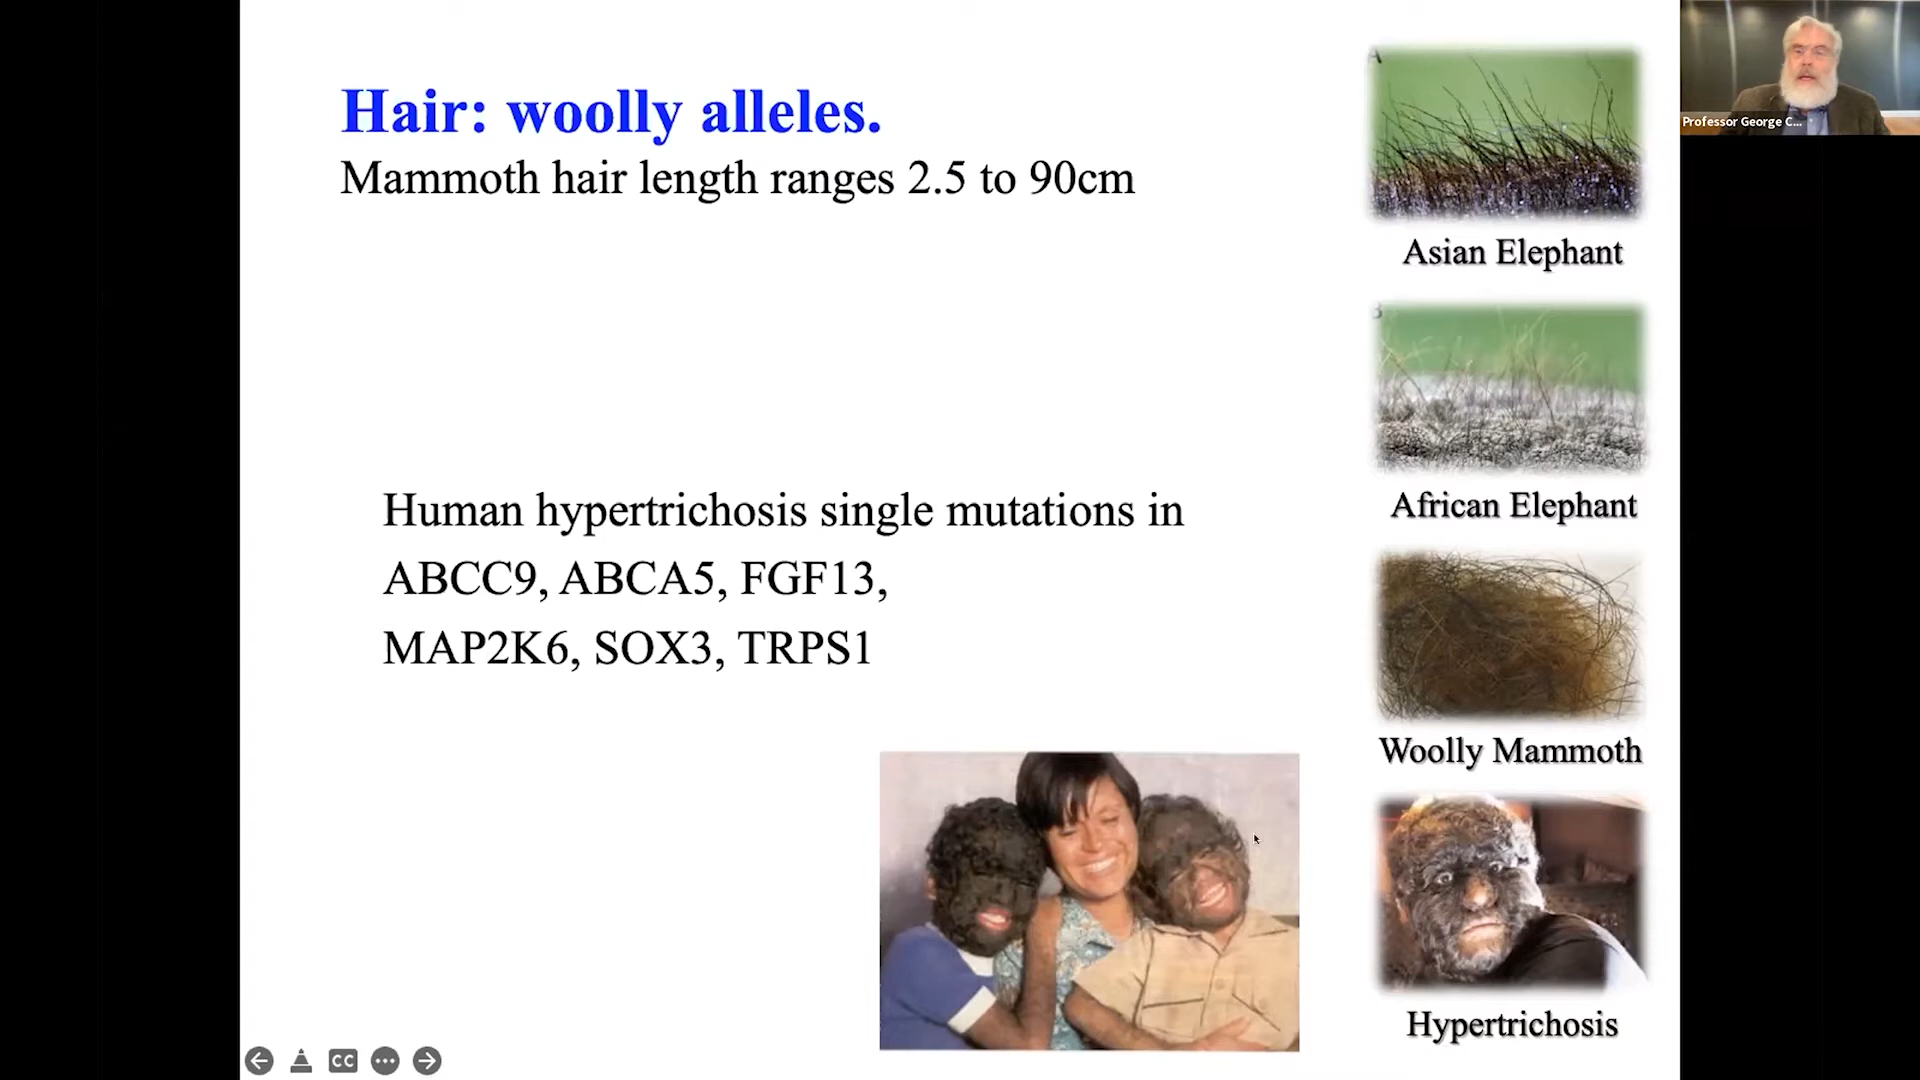 Hair: woolly alleles.
Mammoth hair length ranges 2.5 to 90cm
Human hypertrichosis single mutations in
ABCC9, ABCA5, FGF13,
MAP2K6, SOX3, TRPS1
Asian Elephant
African Elephant
Woolly Mammoth
Hypertrichosis
Professor George C...
CC